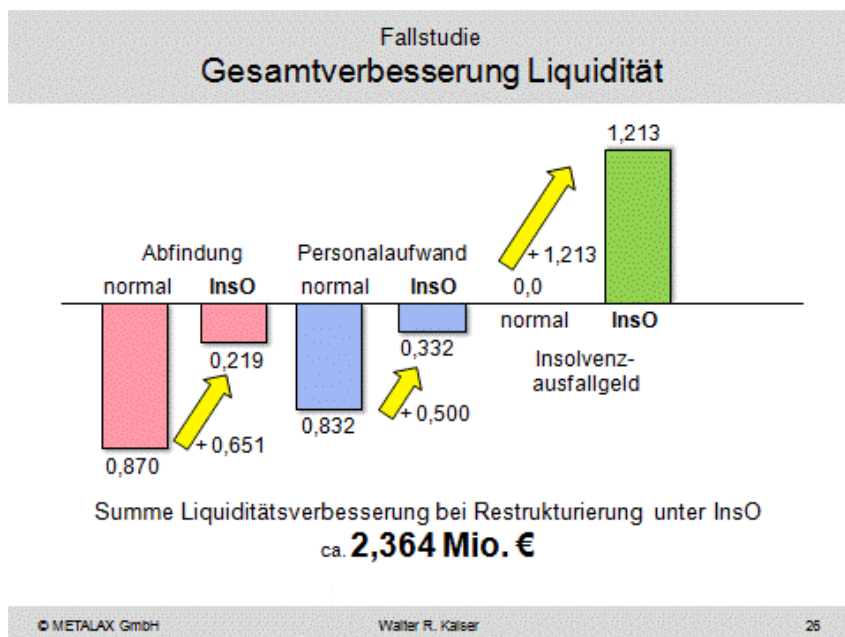 Fallstudie
Gesamtverbesserung Liquidität
1,213
Abfindung
Personalaufwand
+ 1,213
normal InsO normal InsO 0,0
normal InsO
0,219
0,332
Insolvenz-
ausfallgeld
0,832
+ 0,500
+ 0,651
0,870
Summe Liquiditätsverbesserung bei Restrukturierung unter InsO
ca. 2,364 Mio. €
© METALAX GmbH Walter R. Kaiser 26